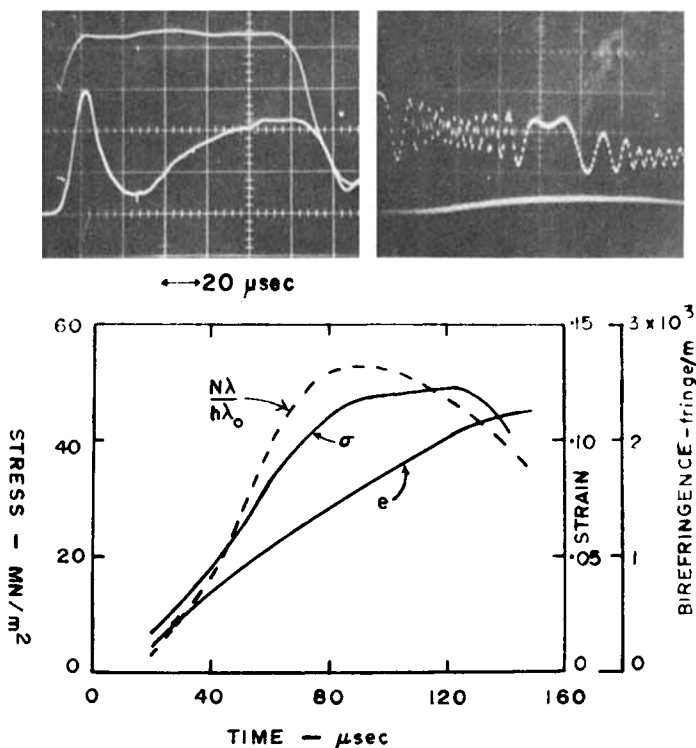 ←→20 μsec
60
40
20
0
STRESS — MN/m²
Nλ
hλ₀
σ
e
.15
0.10
.05
0
STRAIN
3 x 10³
2
1
0
BIREFRINGENCE-fringe/m
0
40
80
120
160
TIME — μsec